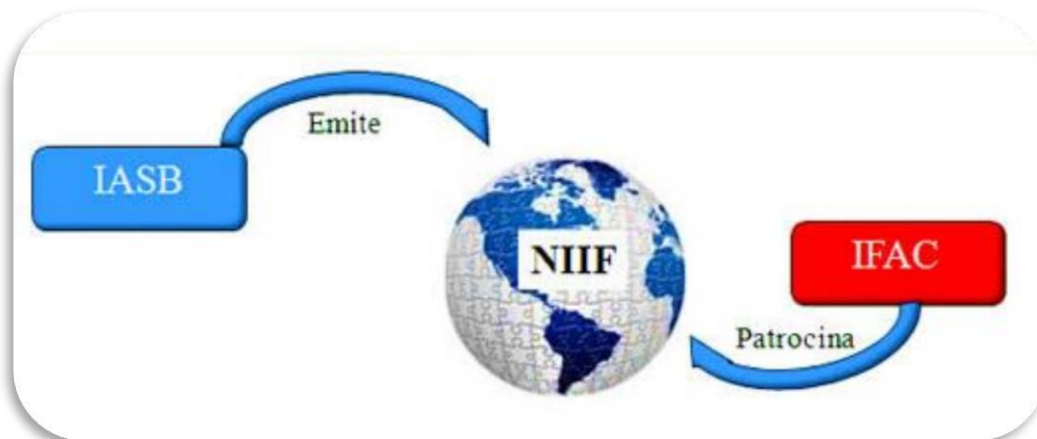 Emite
IASB
NIIF
IFAC
Patrocina